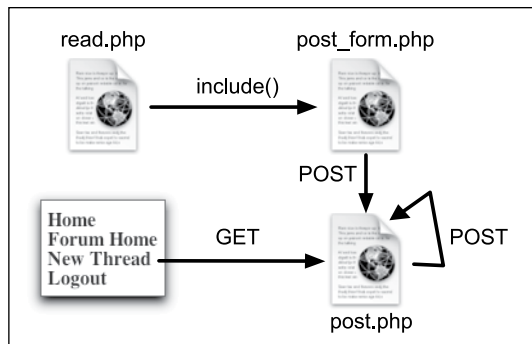 read.php
post_form.php
include()
POST
Home
Forum Home
New Thread
Logout
GET
POST
post.php